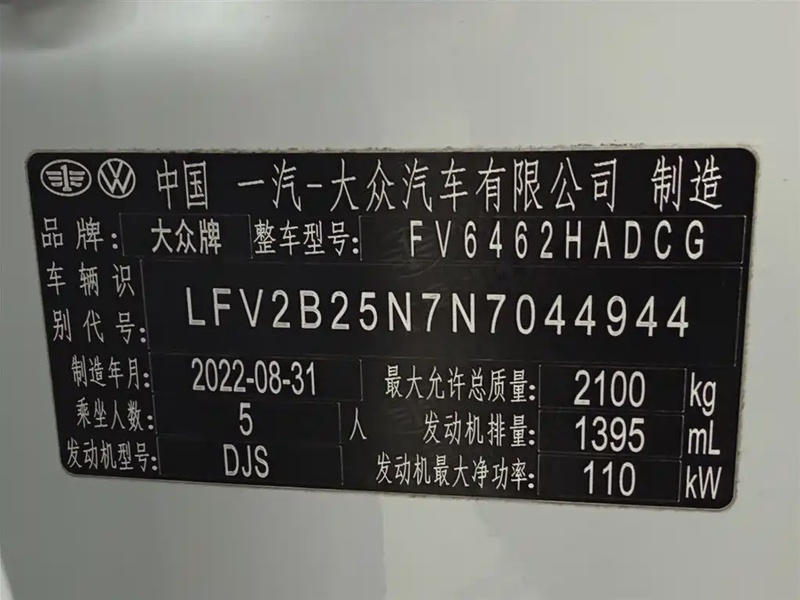 中国 一汽-大众汽车有限公司 制造
品牌: 大众牌 整车型号: FV6462HADCG
车辆识别代号: LFV2B25N7N7044944
制造年月: 2022-08-31 最大允许总质量: 2100 kg
乘坐人数: 5 人 发动机排量: 1395 mL
发动机型号: DJS 发动机最大净功率: 110 kW